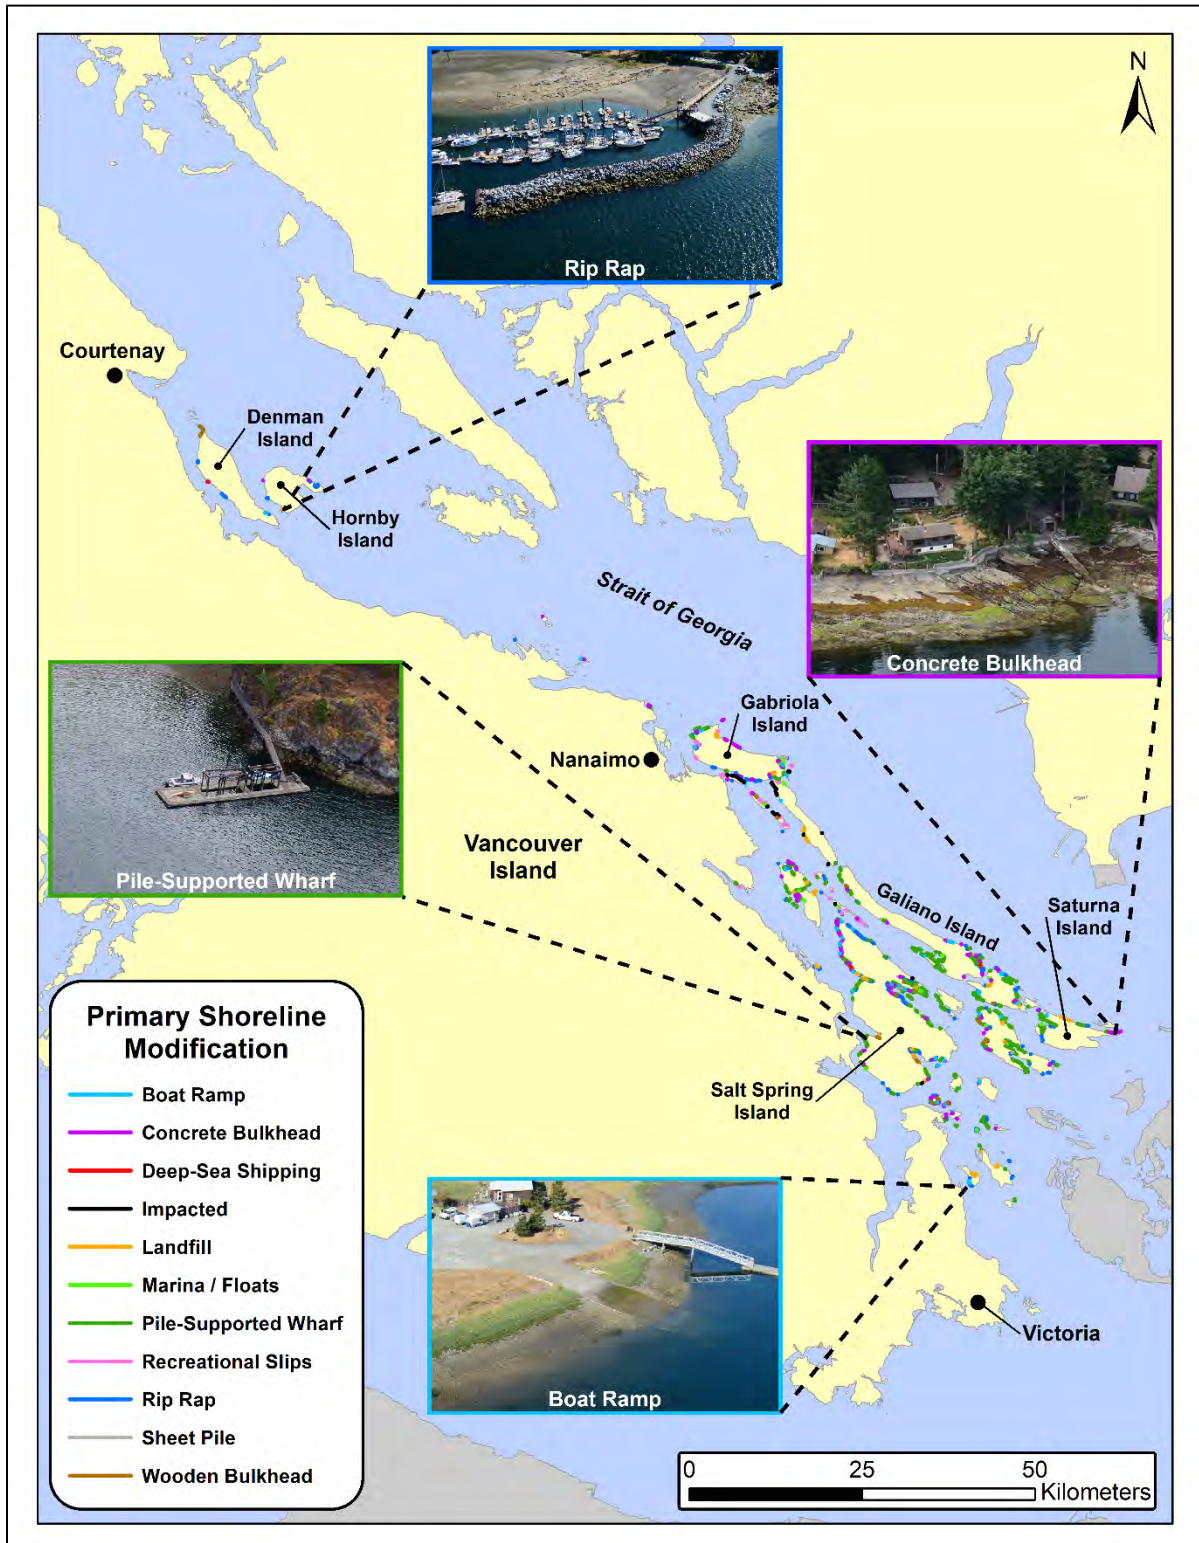 N
Rip Rap
Courtenay
Denman
Island
Hornby
Island
Strait of Georgia
Concrete Bulkhead
Gabriola
Island
Nanaimo
Vancouver
Island
Pile-Supported Wharf
Galiano Island
Saturna
Island
Salt Spring
Island
Primary Shoreline
Modification
Boat Ramp
Concrete Bulkhead
Deep-Sea Shipping
Impacted
Landfill
Marina / Floats
Pile-Supported Wharf
Recreational Slips
Rip Rap
Sheet Pile
Wooden Bulkhead
Boat Ramp
Victoria
0 25 50
Kilometers